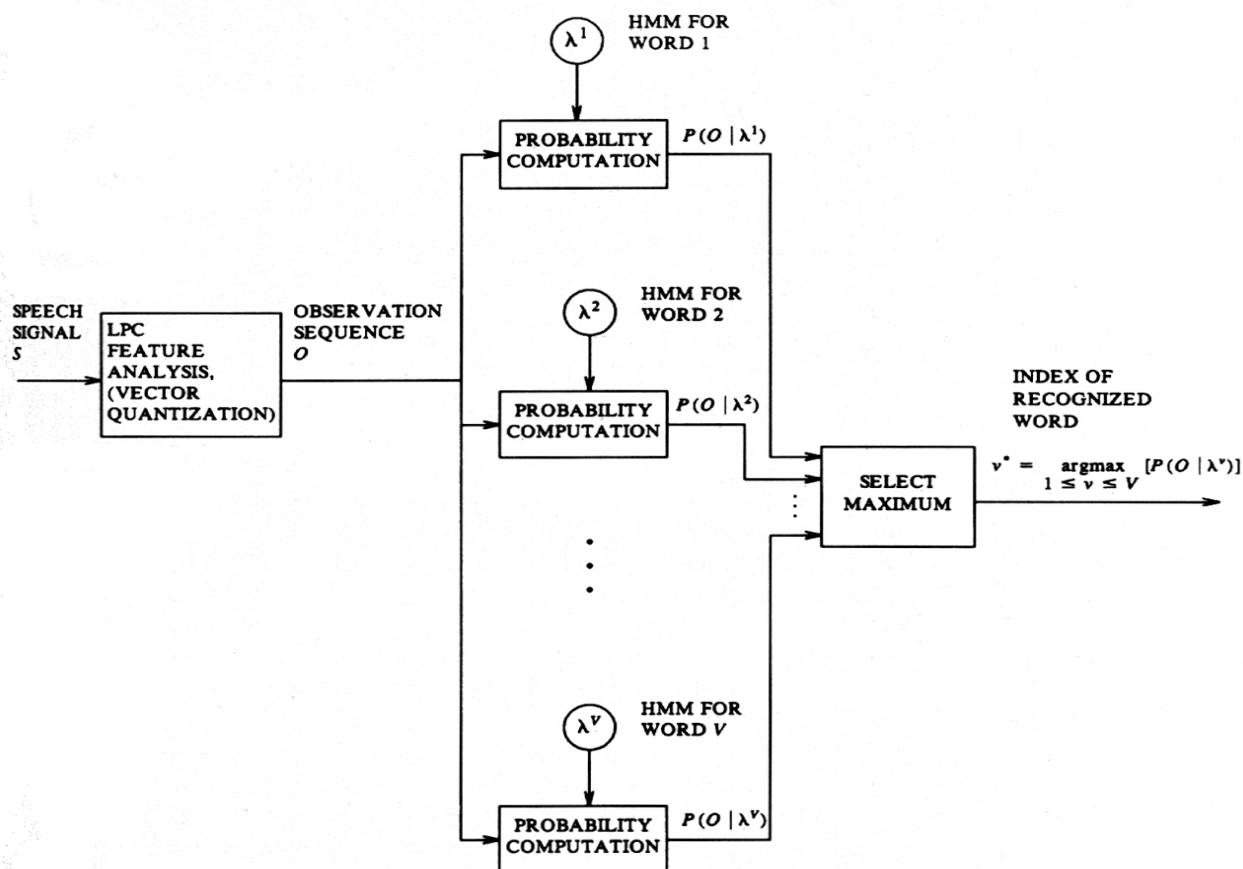 λ¹
HMM FOR
WORD 1
PROBABILITY
COMPUTATION
P(O | λ¹)
SPEECH
SIGNAL
S
LPC
FEATURE
ANALYSIS,
(VECTOR
QUANTIZATION)
OBSERVATION
SEQUENCE
O
λ²
HMM FOR
WORD 2
PROBABILITY
COMPUTATION
P(O | λ²)
SELECT
MAXIMUM
INDEX OF
RECOGNIZED
WORD
v* = argmax [P(O | λᵛ)]
1 ≤ v ≤ V
λⱽ
HMM FOR
WORD V
PROBABILITY
COMPUTATION
P(O | λⱽ)